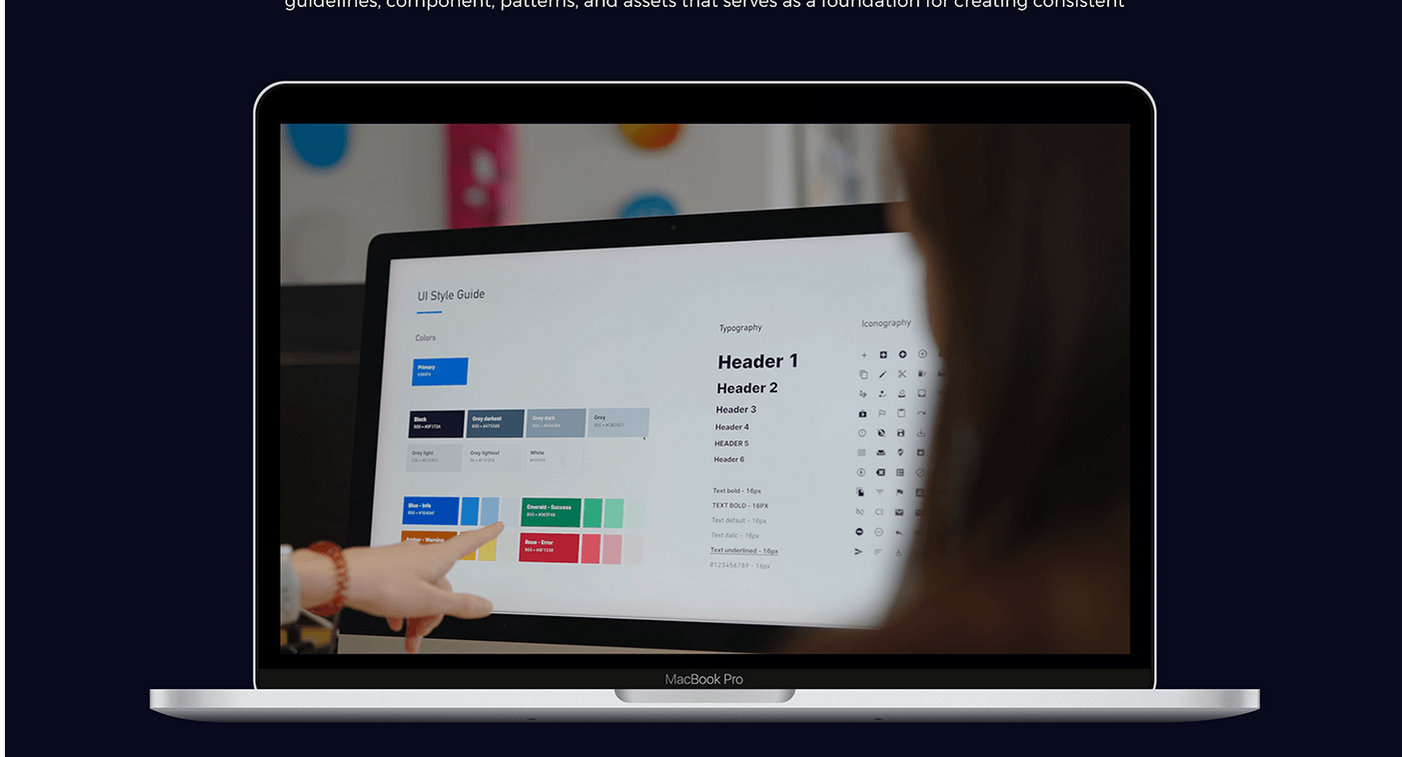 guidelines, component, patterns, and assets that serves as a foundation for creating consistent
UI Style Guide
Colors
Primary
Black
Grey darkest
Grey dark
Grey
Grey light
Grey lightest
White
Blue - Info
Emerald - Success
Amber - Warning
Rose - Error
Typography
Header 1
Header 2
Header 3
Header 4
HEADER 5
Header 6
Text bold - 16px
TEXT BOLD - 16PX
Text default - 16px
Text italic - 16px
Text underlined - 16px
0123456789 - 16px
Iconography
MacBook Pro